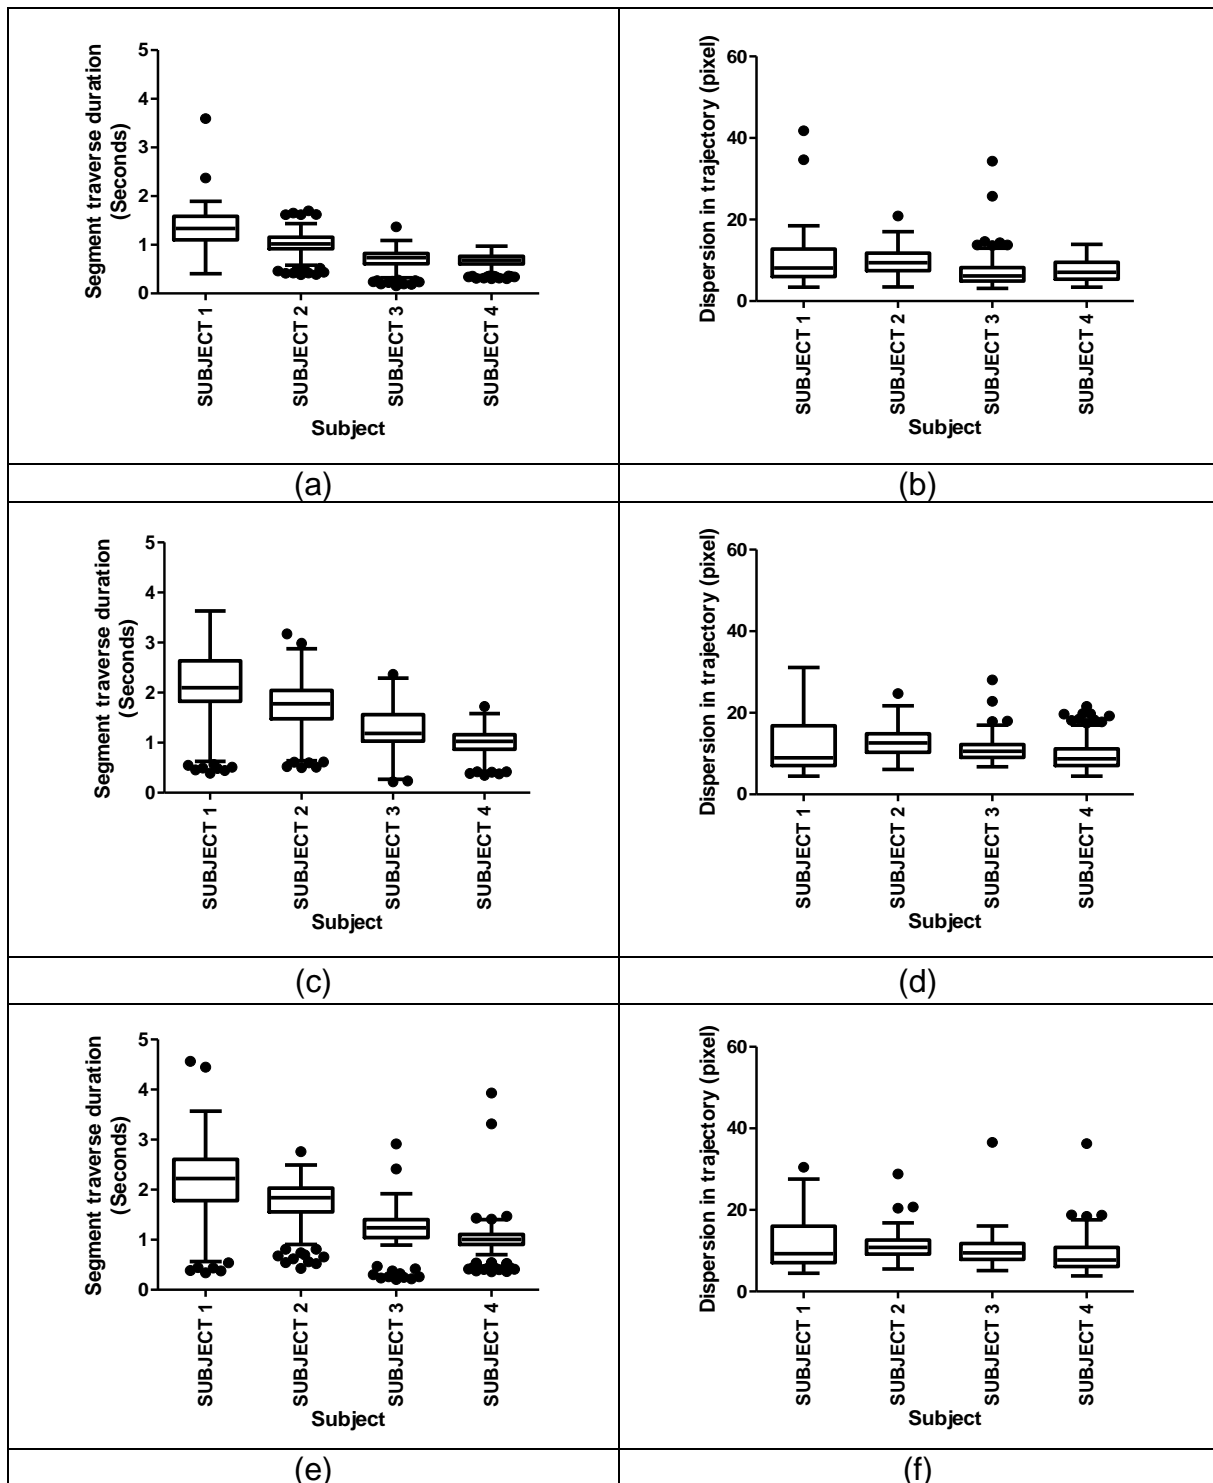 Segment traverse duration
(Seconds)
5
4
3
2
1
0
SUBJECT 1
SUBJECT 2
SUBJECT 3
SUBJECT 4
Subject
(a)
Dispersion in trajectory (pixel)
60
40
20
0
SUBJECT 1
SUBJECT 2
SUBJECT 3
SUBJECT 4
Subject
(b)
Segment traverse duration
(Seconds)
5
4
3
2
1
0
SUBJECT 1
SUBJECT 2
SUBJECT 3
SUBJECT 4
Subject
(c)
Dispersion in trajectory (pixel)
60
40
20
0
SUBJECT 1
SUBJECT 2
SUBJECT 3
SUBJECT 4
Subject
(d)
Segment traverse duration
(Seconds)
5
4
3
2
1
0
SUBJECT 1
SUBJECT 2
SUBJECT 3
SUBJECT 4
Subject
(e)
Dispersion in trajectory (pixel)
60
40
20
0
SUBJECT 1
SUBJECT 2
SUBJECT 3
SUBJECT 4
Subject
(f)